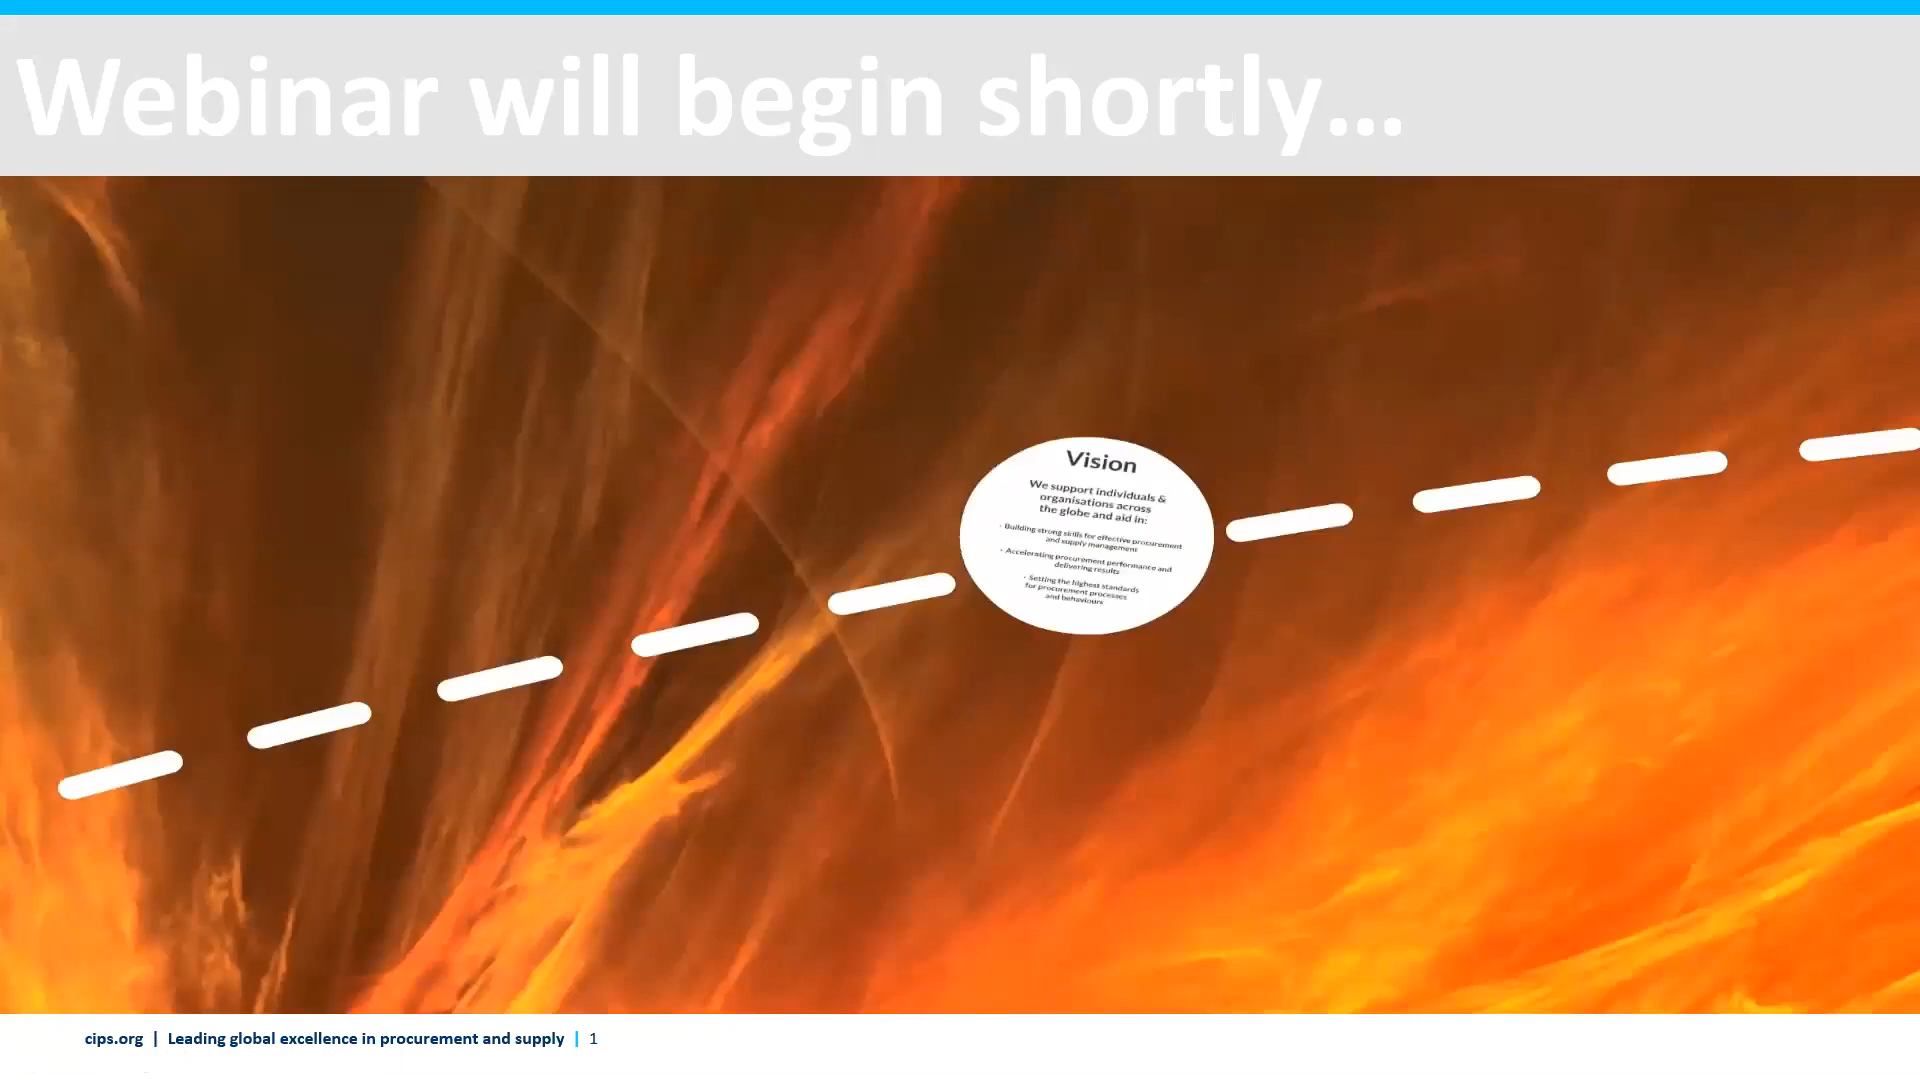 Webinar will begin shortly...
Vision
We support individuals &
organisations across
the globe and aid in:
· Building strong skills for effective procurement
and supply management
· Accelerating procurement performance and
delivering results
· Setting the highest standards
for procurement processes
and behaviours
cips.org | Leading global excellence in procurement and supply | 1